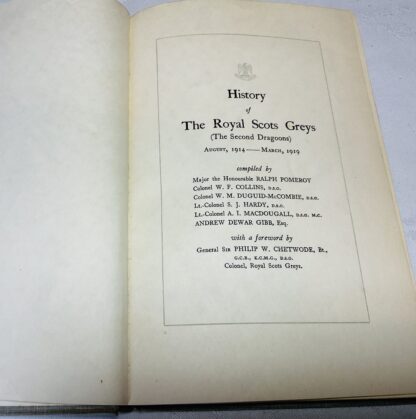 History
of
The Royal Scots Greys
(The Second Dragoons)
August, 1914—March, 1919
compiled by
Major the Honourable RALPH POMEROY
Colonel W. F. COLLINS, D.S.O.
Colonel W. M. DUGUID-McCOMBIE, D.S.O.
Lt.-Colonel S. J. HARDY, D.S.O.
Lt.-Colonel A. I. MACDOUGALL, D.S.O. M.C.
ANDREW DEWAR GIBB, Esq.
with a foreword by
General Sir PHILIP W. CHETWODE, Bt.,
G.C.B., K.C.M.G., D.S.O.
Colonel, Royal Scots Greys.